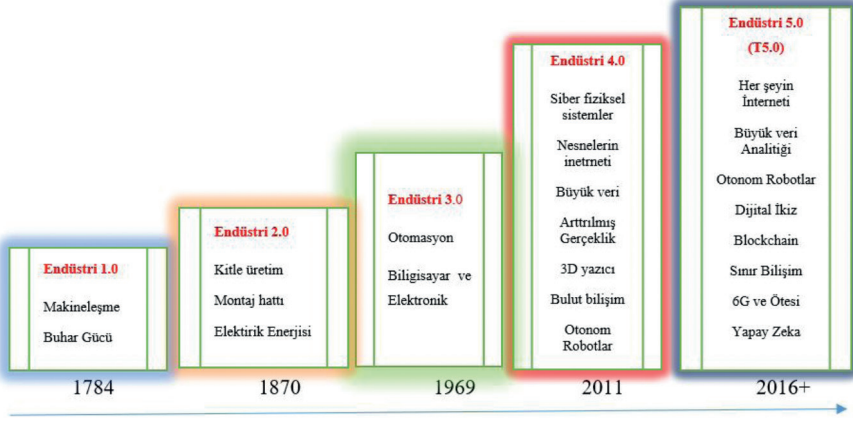 Endüstri 1.0
Makineleşme
Buhar Gücü
1784
Endüstri 2.0
Kitle üretim
Montaj hattı
Elektirik Enerjisi
1870
Endüstri 3.0
Otomasyon
Biligisayar ve
Elektronik
1969
Endüstri 4.0
Siber fiziksel
sistemler
Nesnelerin
inetrneti
Büyük veri
Arttrılmış
Gerçeklik
3D yazıcı
Bulut bilişim
Otonom
Robotlar
2011
Endüstri 5.0
(T5.0)
Her şeyin
İnterneti
Büyük veri
Analitiği
Otonom Robotlar
Dijital İkiz
Blockchain
Sınır Bilişim
6G ve Ötesi
Yapay Zeka
2016+